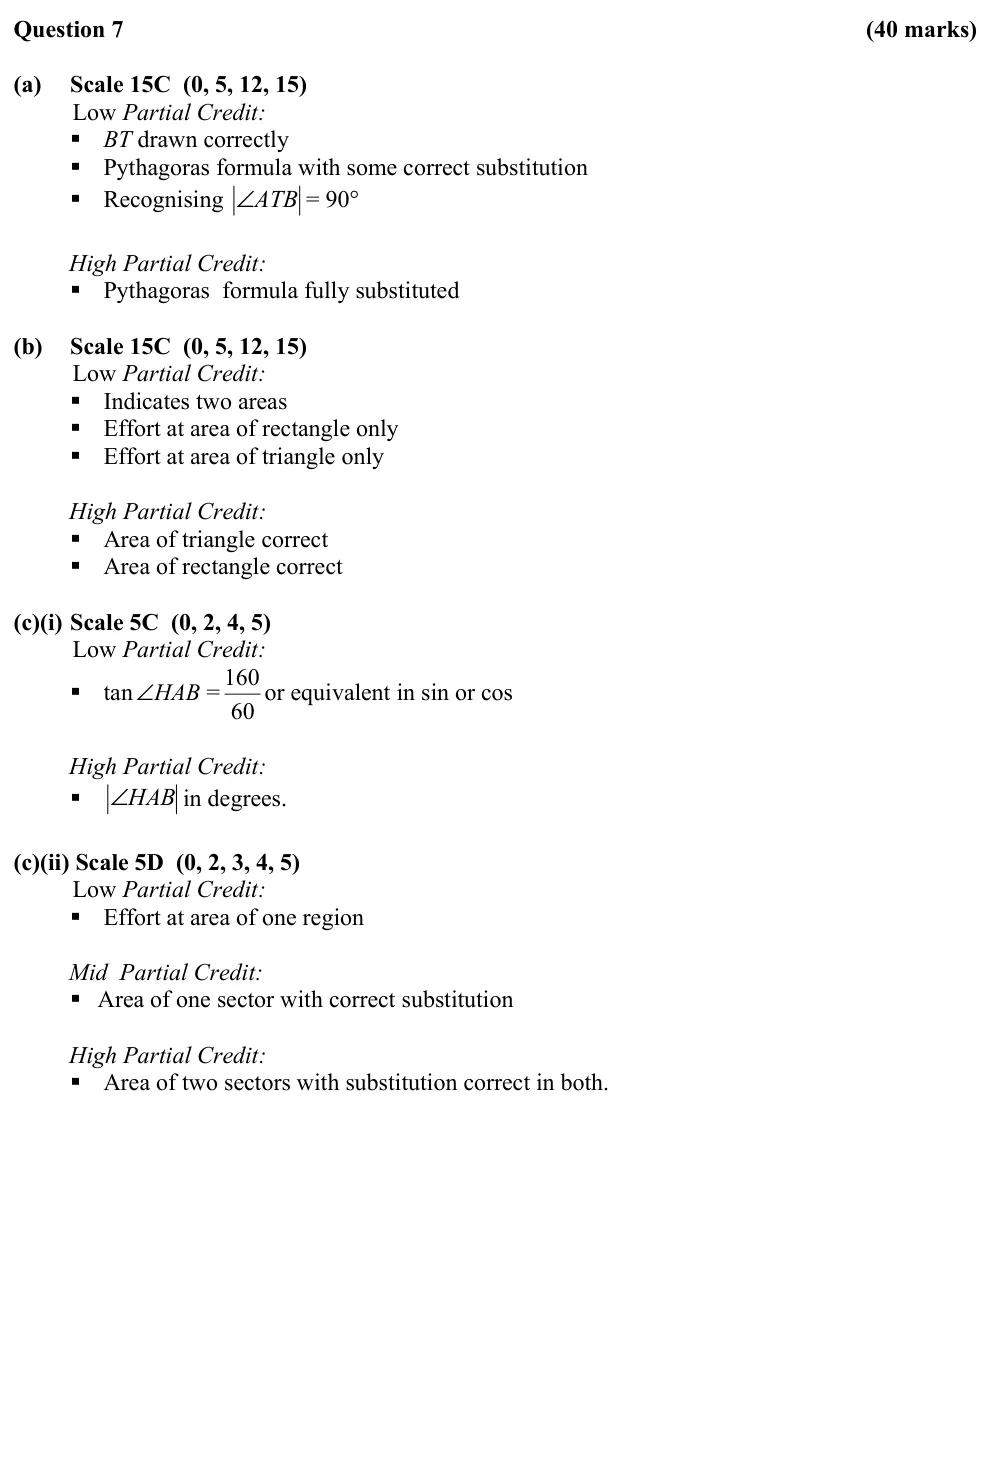 Question 7 (40 marks)
(a) Scale 15C (0, 5, 12, 15)
Low Partial Credit:
▪ BT drawn correctly
▪ Pythagoras formula with some correct substitution
▪ Recognising |∠ATB| = 90°
High Partial Credit:
▪ Pythagoras formula fully substituted
(b) Scale 15C (0, 5, 12, 15)
Low Partial Credit:
▪ Indicates two areas
▪ Effort at area of rectangle only
▪ Effort at area of triangle only
High Partial Credit:
▪ Area of triangle correct
▪ Area of rectangle correct
(c)(i) Scale 5C (0, 2, 4, 5)
Low Partial Credit:
▪ tan ∠HAB = 160/60 or equivalent in sin or cos
High Partial Credit:
▪ |∠HAB| in degrees.
(c)(ii) Scale 5D (0, 2, 3, 4, 5)
Low Partial Credit:
▪ Effort at area of one region
Mid Partial Credit:
▪ Area of one sector with correct substitution
High Partial Credit:
▪ Area of two sectors with substitution correct in both.